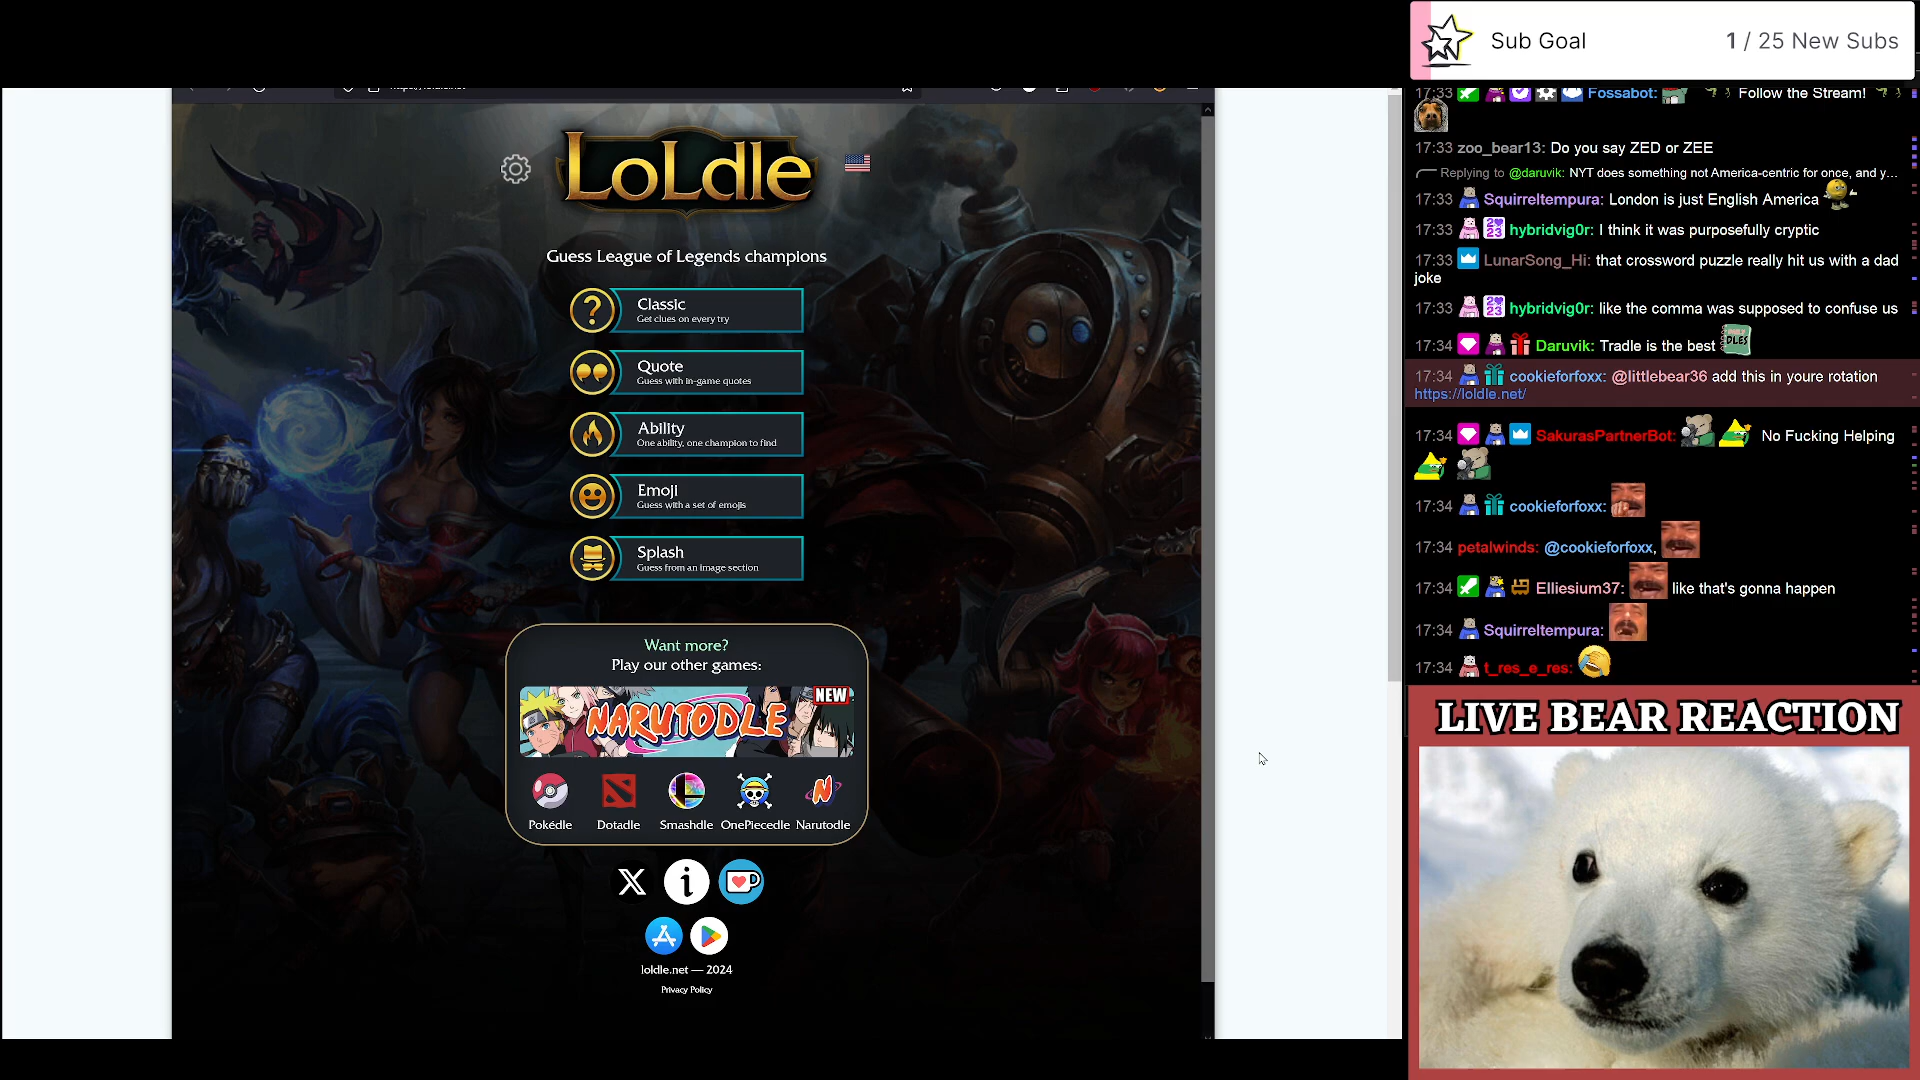 Sub Goal
1 / 25 New Subs
LoLdle
Guess League of Legends champions
Classic
Get clues on every try
Quote
Guess with in-game quotes
Ability
One ability, one champion to find
Emoji
Guess with a set of emojis
Splash
Guess from an image section
Want more?
Play our other games:
NARUTODLE
NEW
Pokédle
Dotadle
Smashdle
OnePiecedle
Narutodle
loldle.net — 2024
Privacy Policy
17:33 Fossabot: Follow the Stream!
17:33 zoo_bear13: Do you say ZED or ZEE
Replying to @daruvik: NYT does something not America-centric for once, and y...
17:33 Squirreltempura: London is just English America
17:33 hybridvig0r: I think it was purposefully cryptic
17:33 LunarSong_Hi: that crossword puzzle really hit us with a dad
joke
17:33 hybridvig0r: like the comma was supposed to confuse us
17:34 Daruvik: Tradle is the best
17:34 cookieforfoxx: @littlebear36 add this in youre rotation
https://loldle.net/
17:34 SakurasPartnerBot: No Fucking Helping
17:34 cookieforfoxx:
17:34 petalwinds: @cookieforfoxx,
17:34 Elliesium37: like that's gonna happen
17:34 Squirreltempura:
17:34 t_res_e_res:
LIVE BEAR REACTION